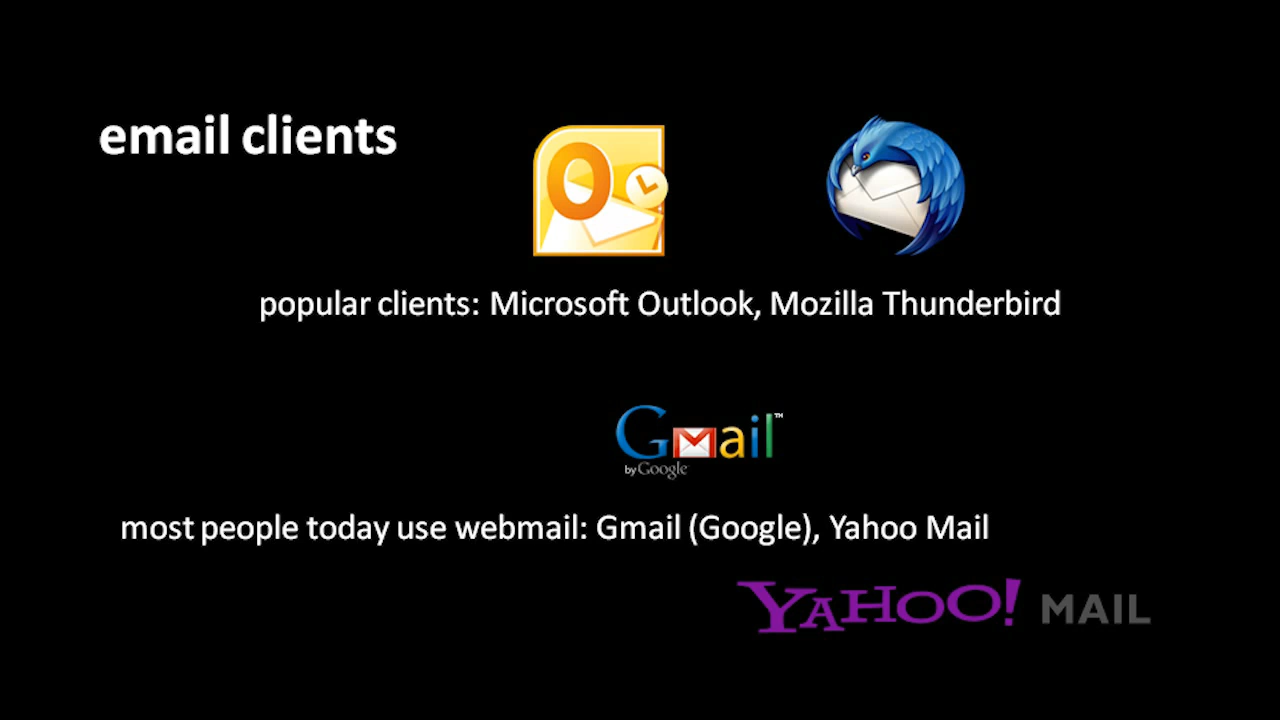 email clients
O
popular clients: Microsoft Outlook, Mozilla Thunderbird
Gmail™
by Google
most people today use webmail: Gmail (Google), Yahoo Mail
YAHOO! MAIL